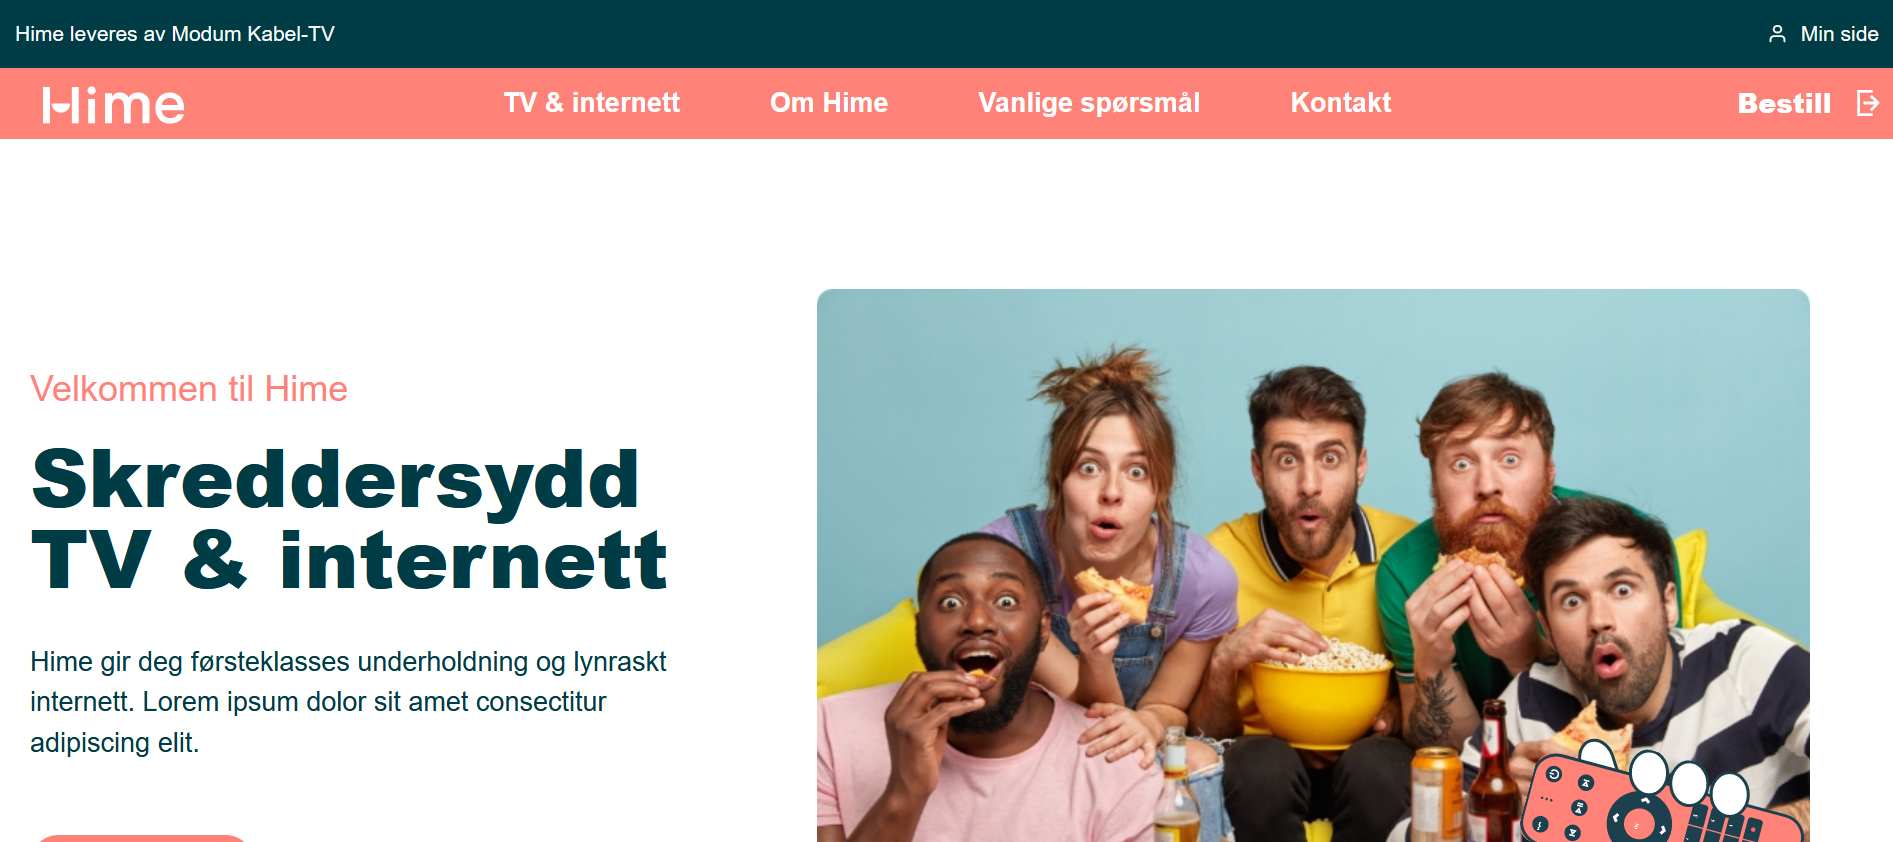 Hime leveres av Modum Kabel-TV
Min side
Hime
TV & internett
Om Hime
Vanlige spørsmål
Kontakt
Bestill
Velkommen til Hime
Skreddersydd
TV & internett
Hime gir deg førsteklasses underholdning og lynraskt
internett. Lorem ipsum dolor sit amet consectitur
adipiscing elit.